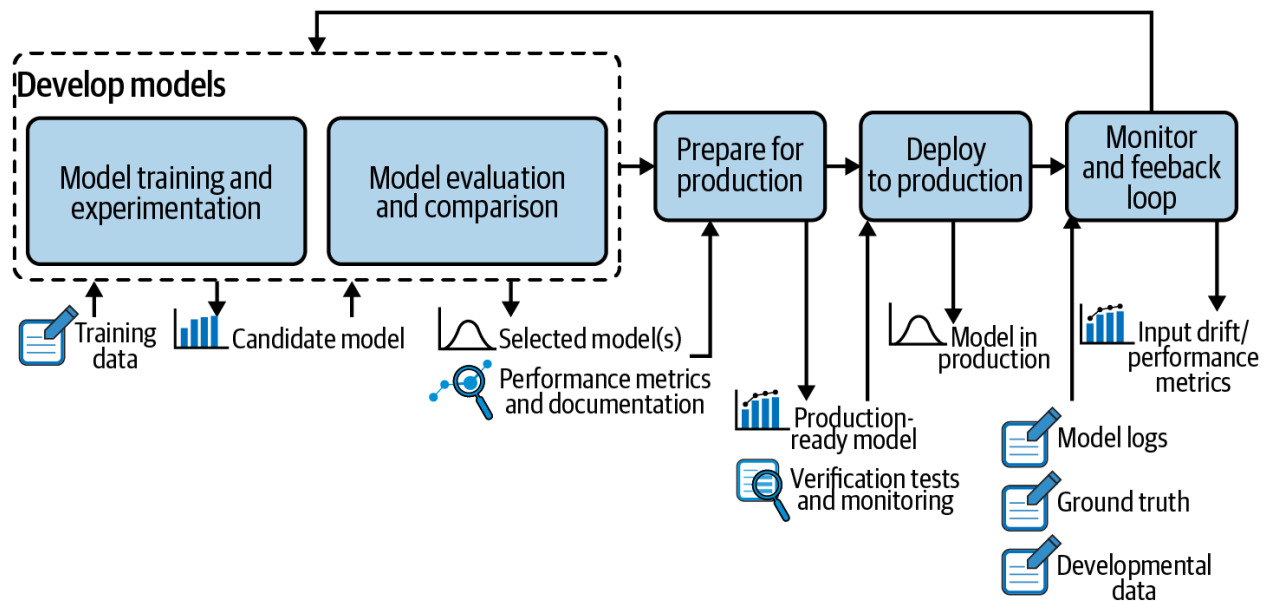 Develop models
Model training and
experimentation
Model evaluation
and comparison
Prepare for
production
Deploy
to production
Monitor
and feeback
loop
Training
data
Candidate model
Selected model(s)
Performance metrics
and documentation
Production-
ready model
Verification tests
and monitoring
Model in
production
Input drift/
performance
metrics
Model logs
Ground truth
Developmental
data